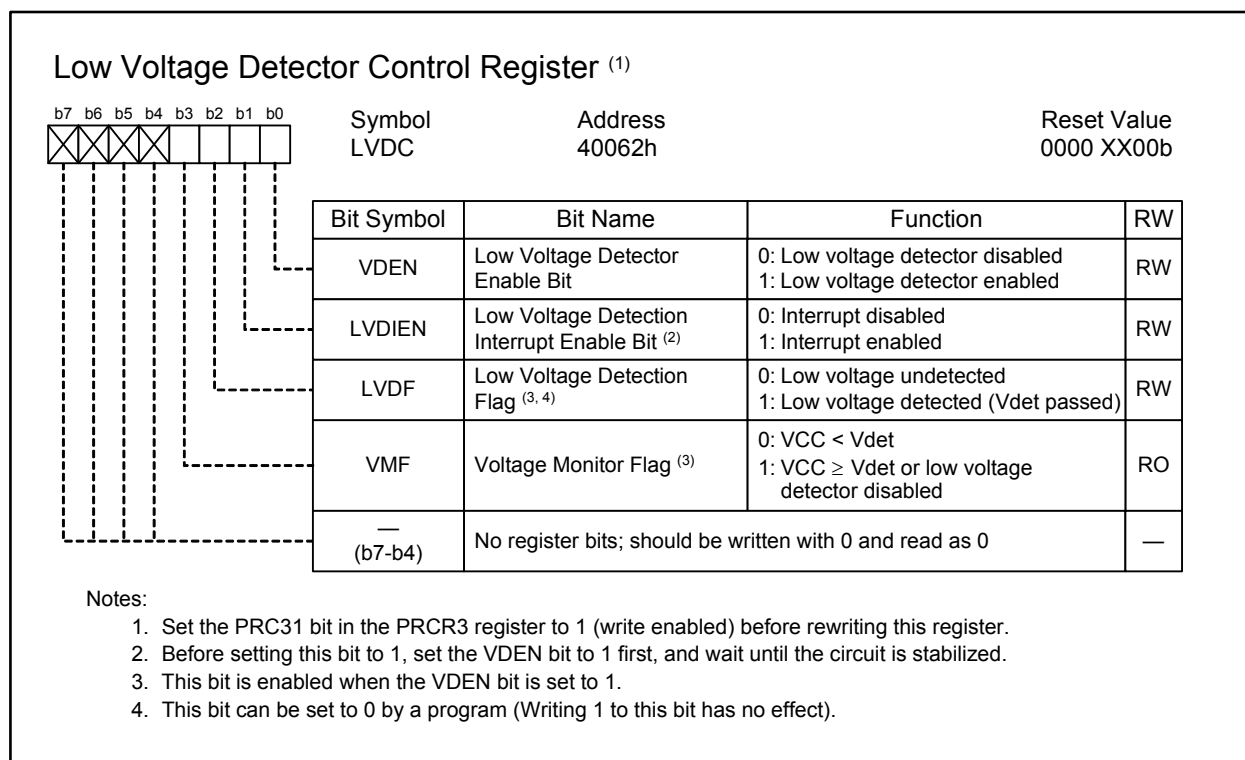 Low Voltage Detector Control Register (1)
b7 b6 b5 b4 b3 b2 b1 b0
Symbol Address Reset Value
LVDC 40062h 0000 XX00b
Bit Symbol Bit Name Function RW
VDEN
Low Voltage Detector
Enable Bit
0: Low voltage detector disabled
1: Low voltage detector enabled
RW
LVDIEN
Low Voltage Detection
Interrupt Enable Bit (2)
0: Interrupt disabled
1: Interrupt enabled
RW
LVDF
Low Voltage Detection
Flag (3, 4)
0: Low voltage undetected
1: Low voltage detected (Vdet passed)
RW
VMF
Voltage Monitor Flag (3)
0: VCC < Vdet
1: VCC ≥ Vdet or low voltage
detector disabled
RO
—
(b7-b4)
No register bits; should be written with 0 and read as 0
—
Notes:
1. Set the PRC31 bit in the PRCR3 register to 1 (write enabled) before rewriting this register.
2. Before setting this bit to 1, set the VDEN bit to 1 first, and wait until the circuit is stabilized.
3. This bit is enabled when the VDEN bit is set to 1.
4. This bit can be set to 0 by a program (Writing 1 to this bit has no effect).